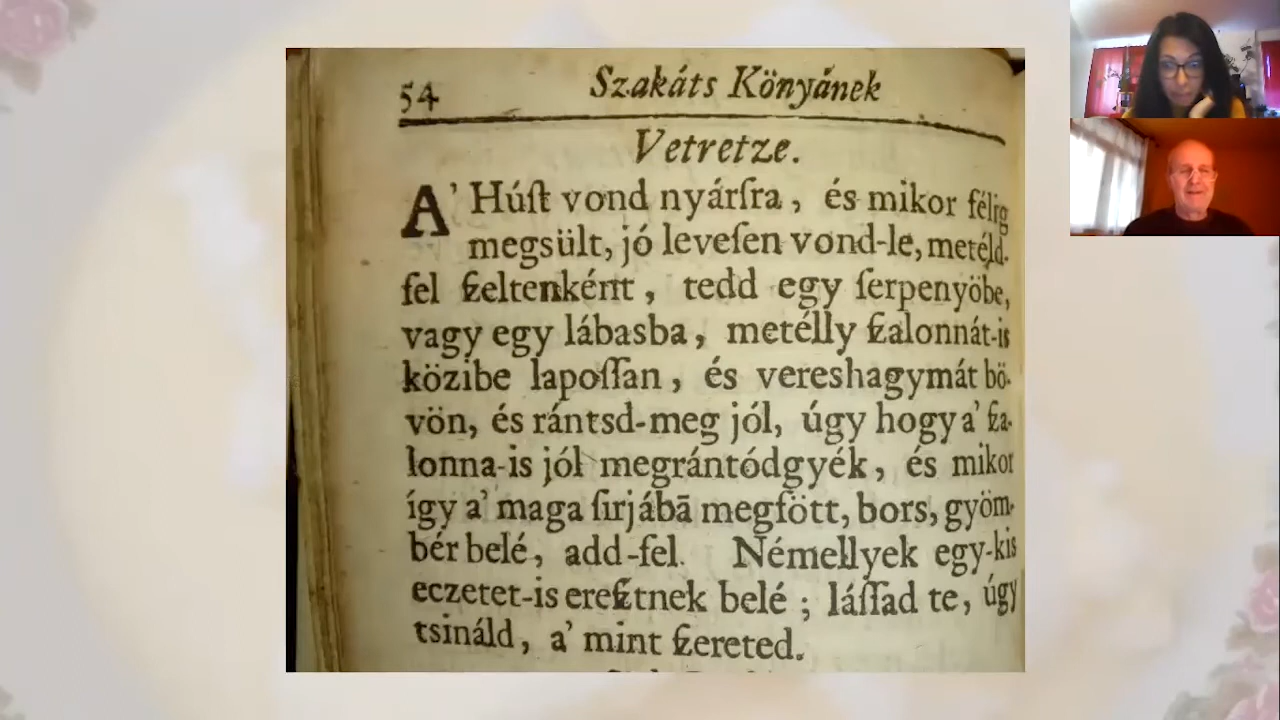 54 Szakáts Könyánek
Vetretze.
A' Húſt vond nyárſra, és mikor félig
megsült, jó leveſen vond-le, metéld-
fel ſzeltenként, tedd egy ſerpenyöbe,
vagy egy lábasba, metélly ſzalonnát-is
közibe lapoſſan, és vereshagymát bö-
vön, és rántsd-meg jól, úgy hogy a' ſza-
lonna-is jól megrántódgyék, és mikor
így a' maga ſirjábā megfött, bors, gyöm-
bér belé, add-fel. Némellyek egy-kis
eczetet-is ereſztnek belé; láſſad te, úgy
tsináld, a' mint ſzereted.